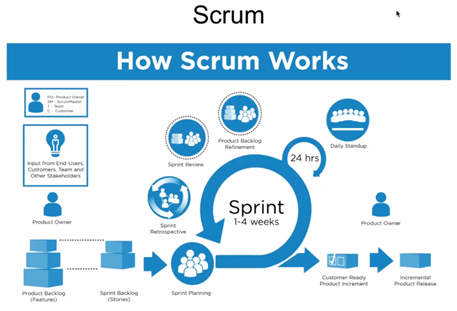 Scrum
How Scrum Works
PO- Product Owner
SM - ScrumMaster
T - Team
C - Customer
Input from End-Users,
Customers, Team and
Other Stakeholders
Product Owner
Product Backlog
(Features)
Sprint Backlog
(Stories)
Sprint Planning
Sprint
Retrospective
Sprint Review
Product Backlog
Refinement
Sprint
1-4 weeks
24 hrs
Daily Standup
Product Owner
Customer-Ready
Product Increment
Incremental
Product Release